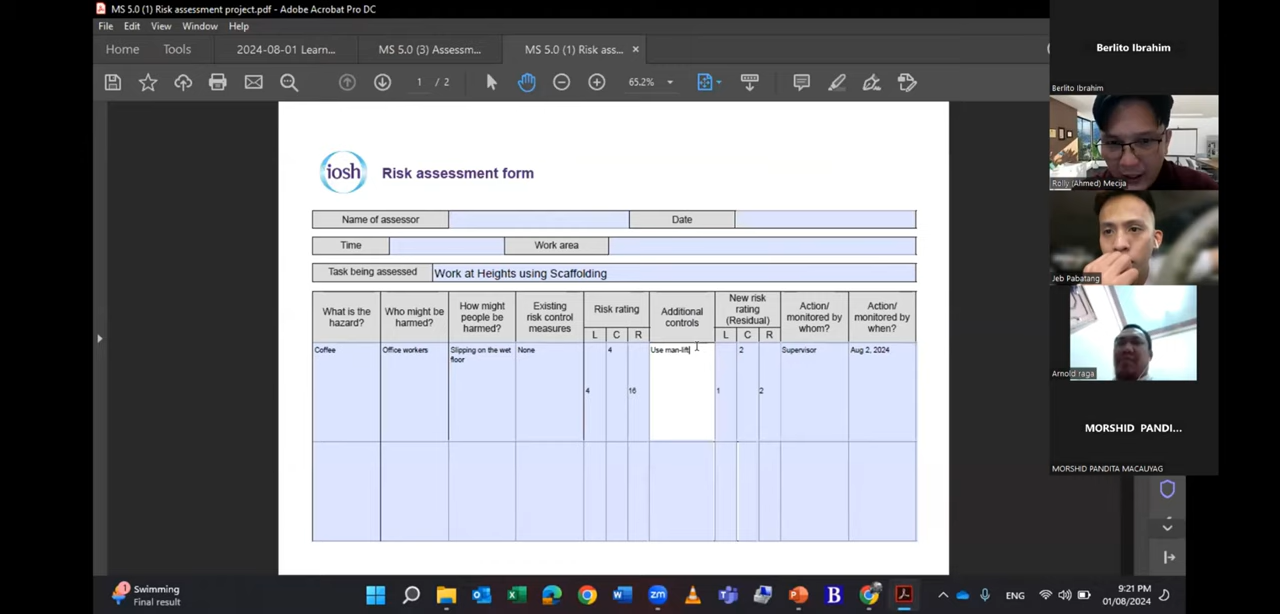 MS 5.0 (1) Risk assessment project.pdf - Adobe Acrobat Pro DC
File Edit View Window Help
Home Tools 2024-08-01 Learn... MS 5.0 (3) Assessm... MS 5.0 (1) Risk ass... ×
1 / 2 65.2%
iosh Risk assessment form
Name of assessor Date
Time Work area
Task being assessed Work at Heights using Scaffolding
What is the hazard?
Who might be harmed?
How might people be harmed?
Existing risk control measures
Risk rating
L C R
Additional controls
New risk rating (Residual)
L C R
Action/ monitored by whom?
Action/ monitored by when?
Coffee
Office workers
Slipping on the wet
floor
None
4 4 16
Use man-lift
1 2 2
Supervisor
Aug 2, 2024
Berlito Ibrahim
Berlito Ibrahim
Rolly (Ahmed) Mecija
Jeb Pabatang
Arnold raga
MORSHID PANDI...
MORSHID PANDITA MACAUYAG
1
Swimming
Final result
zm
B
ENG
9:21 PM
01/08/2024